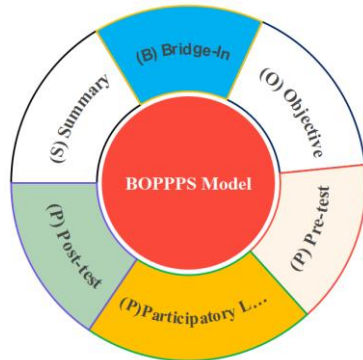 (B) Bridge-In
(O) Objective
(P) Pre-test
(P)Participatory L...
(P) Post-test
(S) Summary
BOPPPS Model